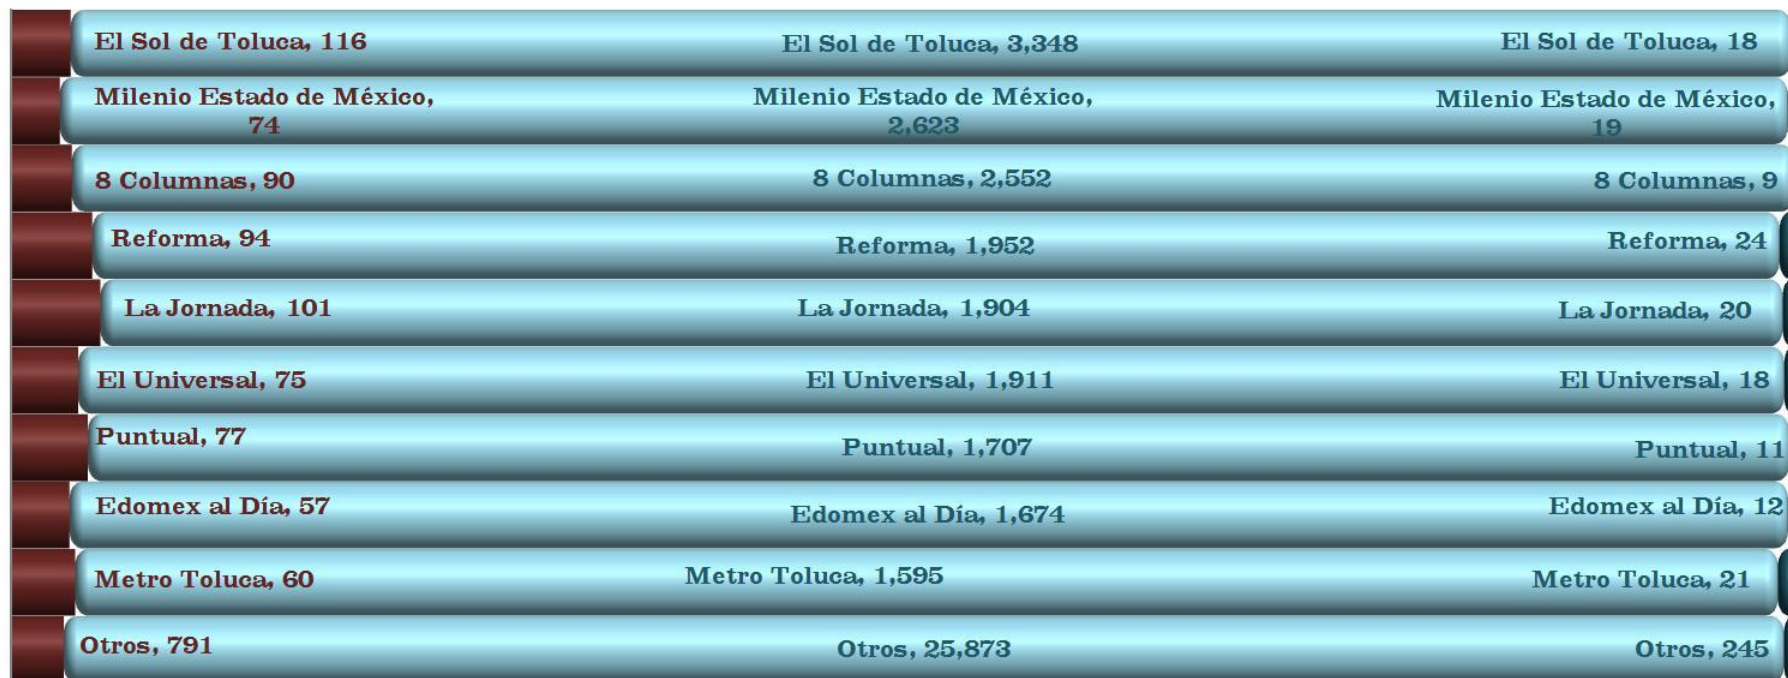 El Sol de Toluca, 116
El Sol de Toluca, 3,348
El Sol de Toluca, 18
Milenio Estado de México,
74
Milenio Estado de México,
2,623
Milenio Estado de México,
19
8 Columnas, 90
8 Columnas, 2,552
8 Columnas, 9
Reforma, 94
Reforma, 1,952
Reforma, 24
La Jornada, 101
La Jornada, 1,904
La Jornada, 20
El Universal, 75
El Universal, 1,911
El Universal, 18
Puntual, 77
Puntual, 1,707
Puntual, 11
Edomex al Día, 57
Edomex al Día, 1,674
Edomex al Día, 12
Metro Toluca, 60
Metro Toluca, 1,595
Metro Toluca, 21
Otros, 791
Otros, 25,873
Otros, 245